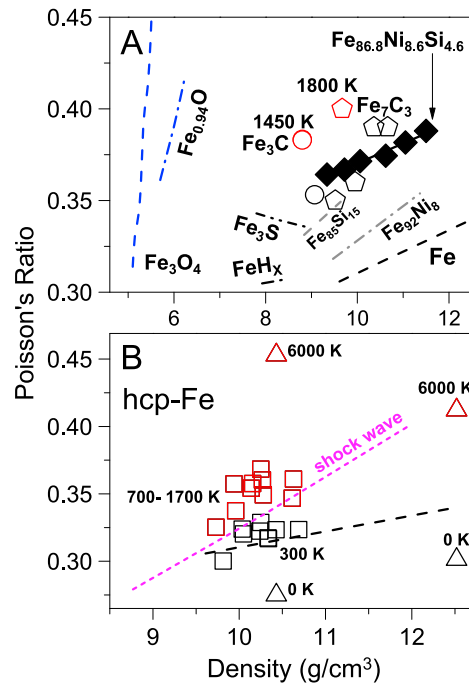 Poisson's Ratio
0.45
0.40
0.35
0.30
A
Fe86.8Ni8.6Si4.6
1800 K
Fe7C3
1450 K
Fe3C
Fe0.94O
Fe3S
Fe85Si15
Fe92Ni8
Fe3O4
FeHX
Fe
6
8
10
12
B
6000 K
hcp-Fe
6000 K
shock wave
700- 1700 K
300 K
0 K
0 K
0.45
0.40
0.35
0.30
9
10
11
12
Density (g/cm³)